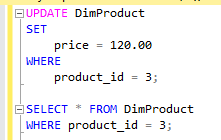 UPDATE DimProduct
SET
price = 120.00
WHERE
product_id = 3;
SELECT * FROM DimProduct
WHERE product_id = 3;